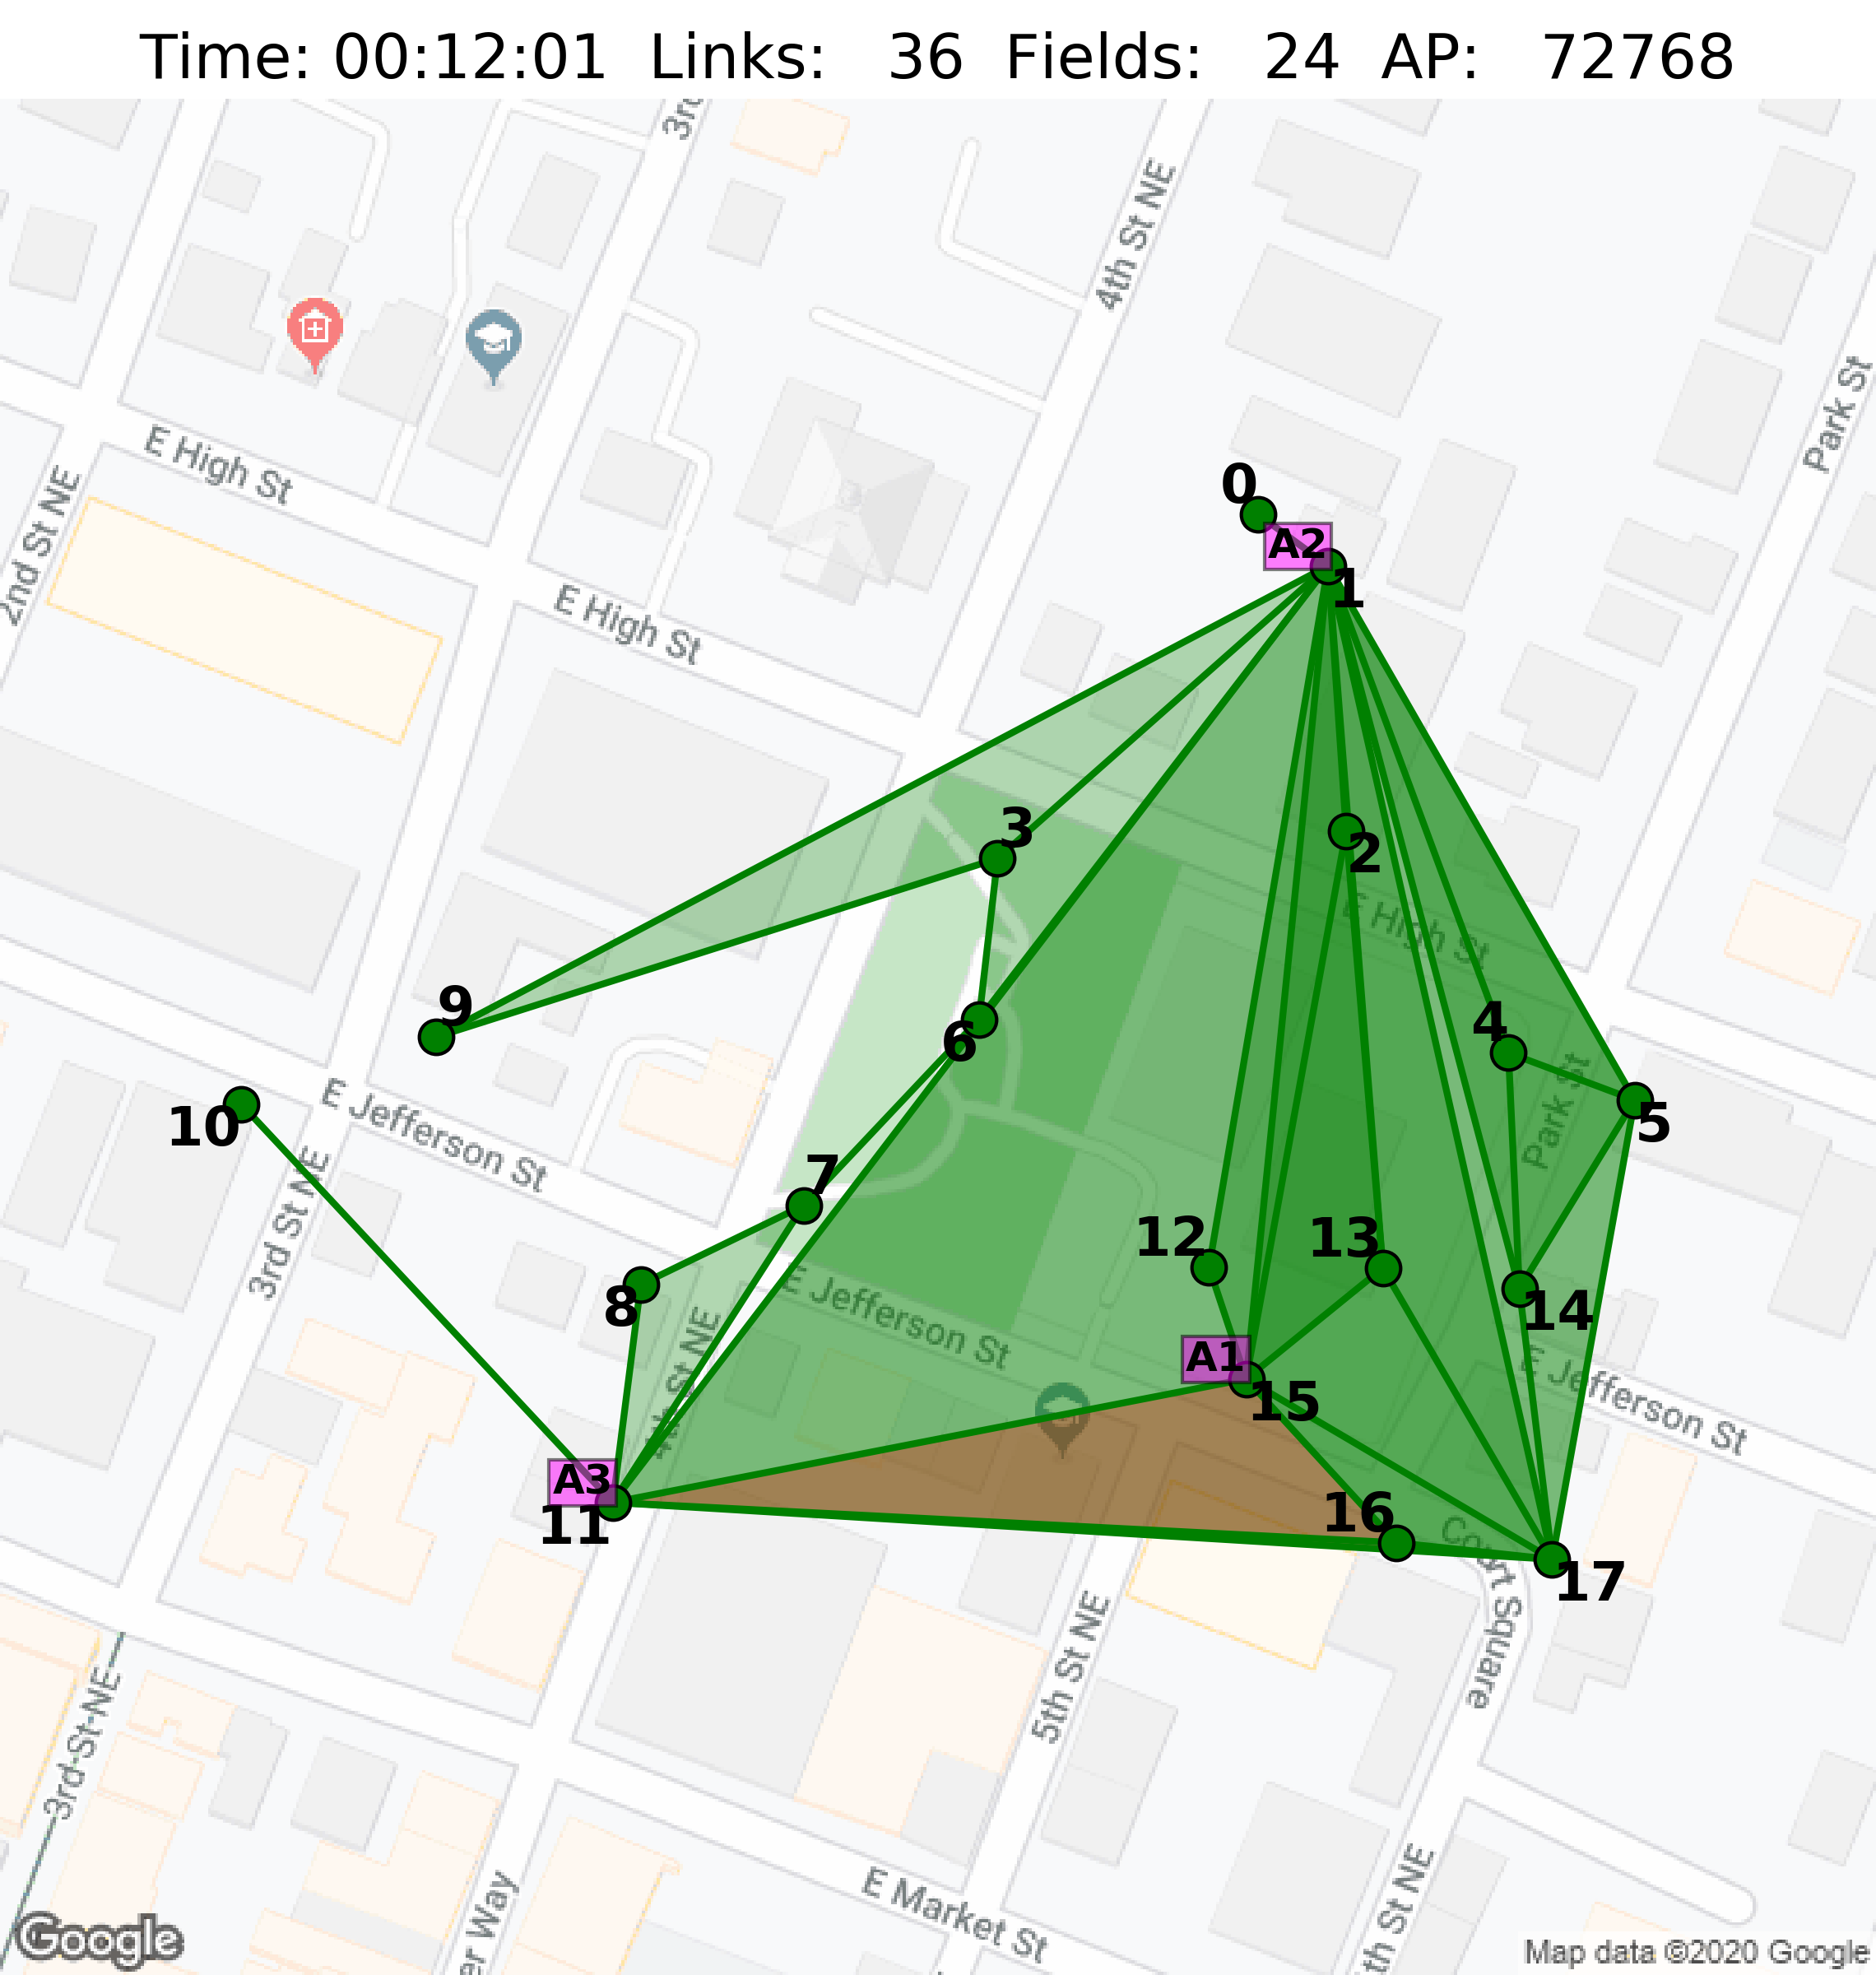 Time: 00:12:01 Links: 36 Fields: 24 AP: 72768
3rd
4th St NE
Park St
E High St
2nd St NE
0
A2
1
E High St
3
2
E High St
9
6
4
Park St
5
10
E Jefferson St
3rd St NE
7
12
13
8
E Jefferson St
14
4th St NE
A1
15
E Jefferson St
A3
11
16
Court Square
17
5th St NE
3rd St NE
E Market St
er Way
th St NE
Google
Map data ©2020 Google